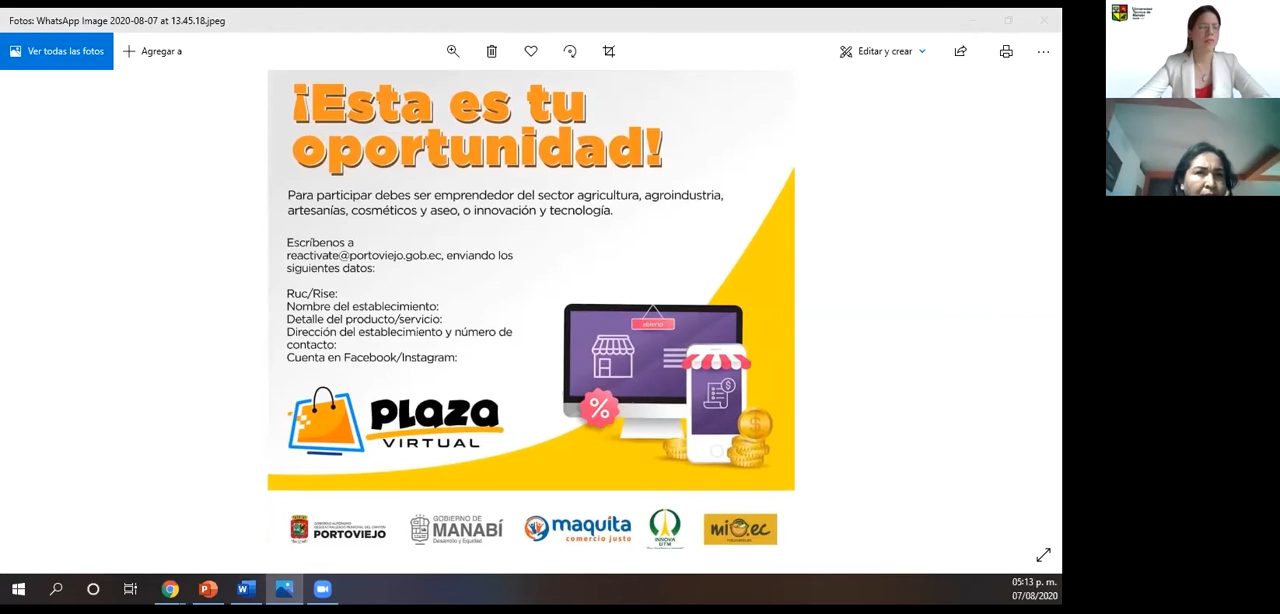 Fotos: WhatsApp Image 2020-08-07 at 13.45.18.jpeg
Ver todas las fotos
Agregar a
Editar y crear
¡Esta es tu
oportunidad!
Para participar debes ser emprendedor del sector agricultura, agroindustria,
artesanías, cosméticos y aseo, o innovación y tecnología.
Escríbenos a
reactivate@portoviejo.gob.ec, enviando los
siguientes datos:
Ruc/Rise:
Nombre del establecimiento:
Detalle del producto/servicio:
Dirección del establecimiento y número de
contacto:
Cuenta en Facebook/Instagram:
abierto
%
PLAZA
VIRTUAL
PORTOVIEJO
GOBIERNO DE
MANABÍ
Desarrollo y Equidad
maquita
comercio justo
INNOVA
UTM
Universidad
Técnica de
Manabí
05:13 p. m.
07/08/2020